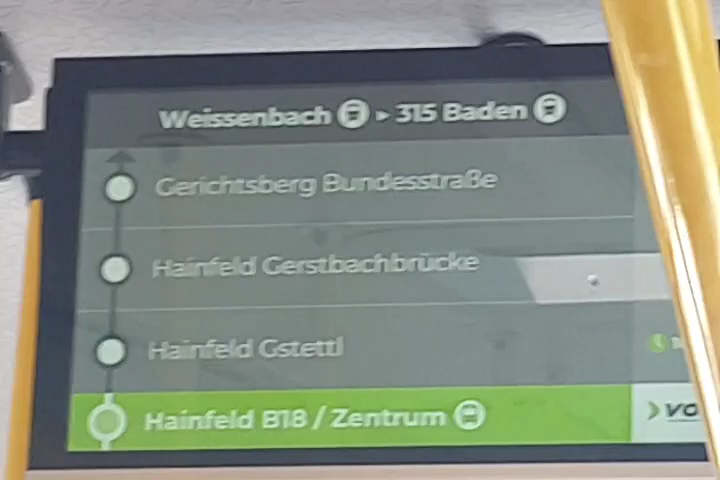 Weissenbach ▸ 315 Baden
Gerichtsberg Bundesstraße
Hainfeld Gerstbachbrücke
Hainfeld Gstettl
Hainfeld B18 / Zentrum